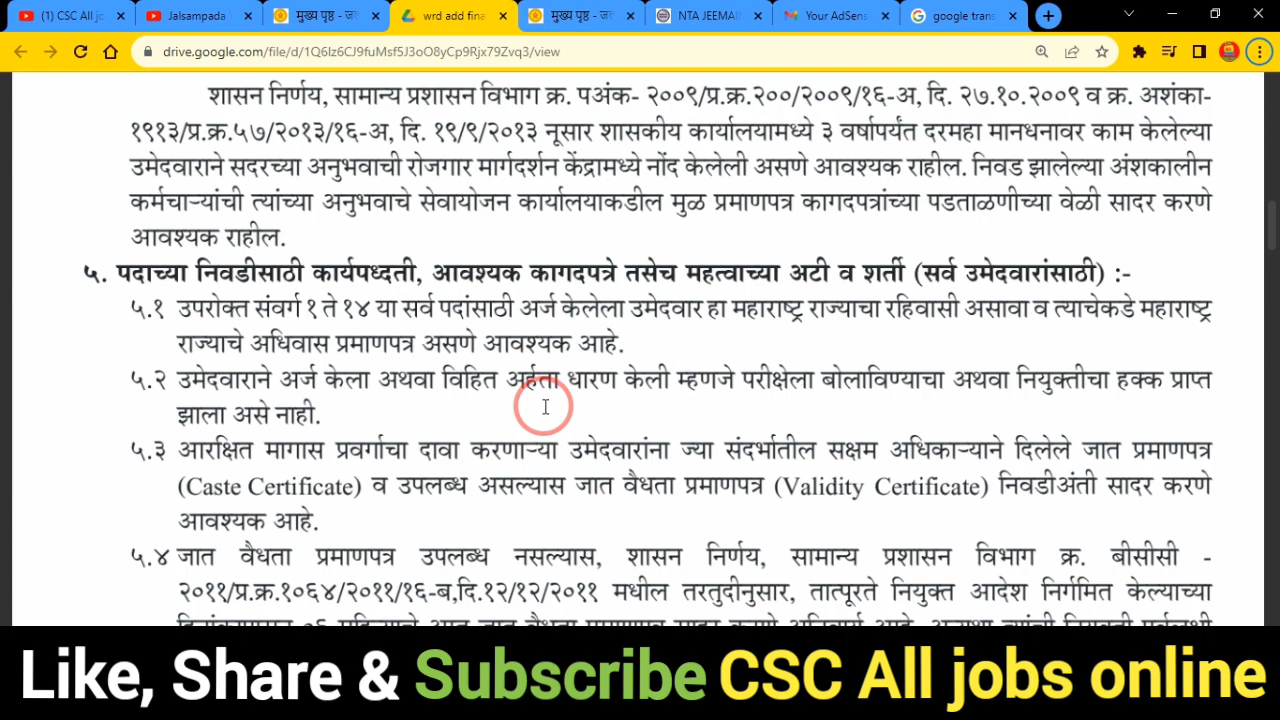 (1) CSC All jo
Jalsampada V
मुख्य पृष्ठ - जल
wrd add fina
मुख्य पृष्ठ - जल
NTA JEEMAI
Your AdSens
google trans
drive.google.com/file/d/1Q6Iz6CJ9fuMsf5J3oO8yCp9Rjx79Zvq3/view
शासन निर्णय, सामान्य प्रशासन विभाग क्र. पअंक- २००९/प्र.क्र.२००/२००९/१६-अ, दि. २७.१०.२००९ व क्र. अशंका-
१९१३/प्र.क्र.५७/२०१३/१६-अ, दि. १९/९/२०१३ नूसार शासकीय कार्यालयामध्ये ३ वर्षापर्यंत दरमहा मानधनावर काम केलेल्या
उमेदवाराने सदरच्या अनुभवाची रोजगार मार्गदर्शन केंद्रामध्ये नोंद केलेली असणे आवश्यक राहील. निवड झालेल्या अंशकालीन
कर्मचाऱ्यांची त्यांच्या अनुभवाचे सेवायोजन कार्यालयाकडील मुळ प्रमाणपत्र कागदपत्रांच्या पडताळणीच्या वेळी सादर करणे
आवश्यक राहील.
५. पदाच्या निवडीसाठी कार्यपध्दती, आवश्यक कागदपत्रे तसेच महत्वाच्या अटी व शर्ती (सर्व उमेदवारांसाठी) :-
५.१ उपरोक्त संवर्ग १ ते १४ या सर्व पदांसाठी अर्ज केलेला उमेदवार हा महाराष्ट्र राज्याचा रहिवासी असावा व त्याचेकडे महाराष्ट्र
राज्याचे अधिवास प्रमाणपत्र असणे आवश्यक आहे.
५.२ उमेदवाराने अर्ज केला अथवा विहित अर्हता धारण केली म्हणजे परीक्षेला बोलाविण्याचा अथवा नियुक्तीचा हक्क प्राप्त
झाला असे नाही.
५.३ आरक्षित मागास प्रवर्गाचा दावा करणाऱ्या उमेदवारांना ज्या संदर्भातील सक्षम अधिकाऱ्याने दिलेले जात प्रमाणपत्र
(Caste Certificate) व उपलब्ध असल्यास जात वैधता प्रमाणपत्र (Validity Certificate) निवडीअंती सादर करणे
आवश्यक आहे.
५.४ जात वैधता प्रमाणपत्र उपलब्ध नसल्यास, शासन निर्णय, सामान्य प्रशासन विभाग क्र. बीसीसी -
२०११/प्र.क्र.१०६४/२०११/१६-ब,दि.१२/१२/२०११ मधील तरतुदीनुसार, तात्पूरते नियुक्त आदेश निर्गमित केल्याच्या
Like, Share & Subscribe CSC All jobs online